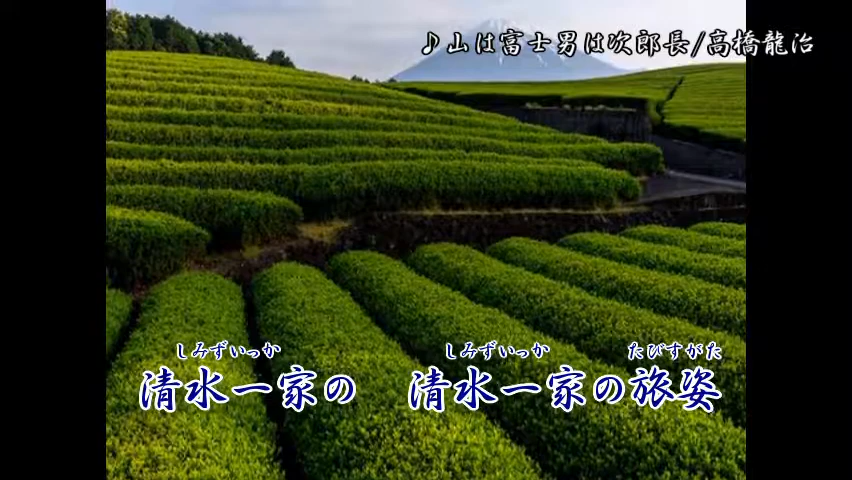 ♪山は富士男は次郎長/高橋龍治
しみずいっか しみずいっか たびすがた
清水一家の 清水一家の旅姿